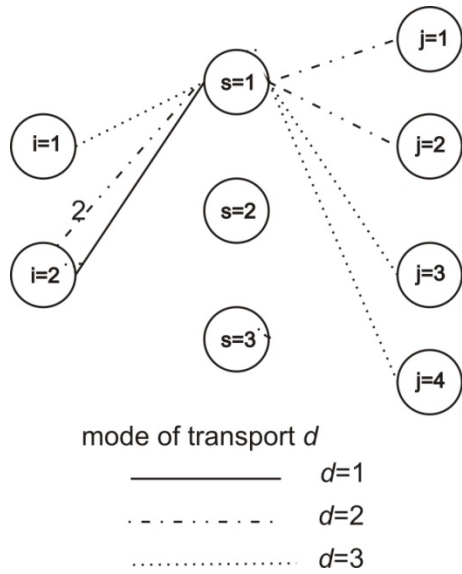 j=1
s=1
i=1
j=2
2
s=2
i=2
j=3
s=3
j=4
mode of transport d
d=1
d=2
d=3